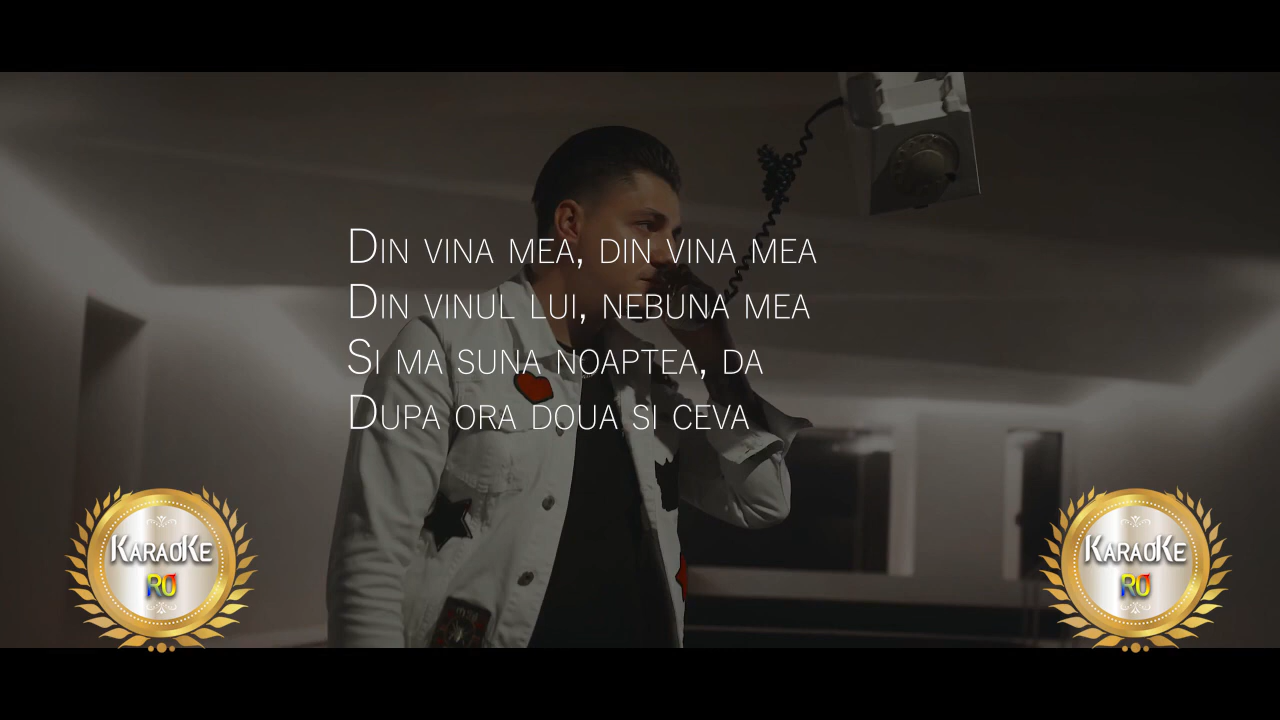 Din vina mea, din vina mea
Din vinul lui, nebuna mea
Si ma suna noaptea, da
Dupa ora doua si ceva
KaraoKe
RO
KaraoKe
RO